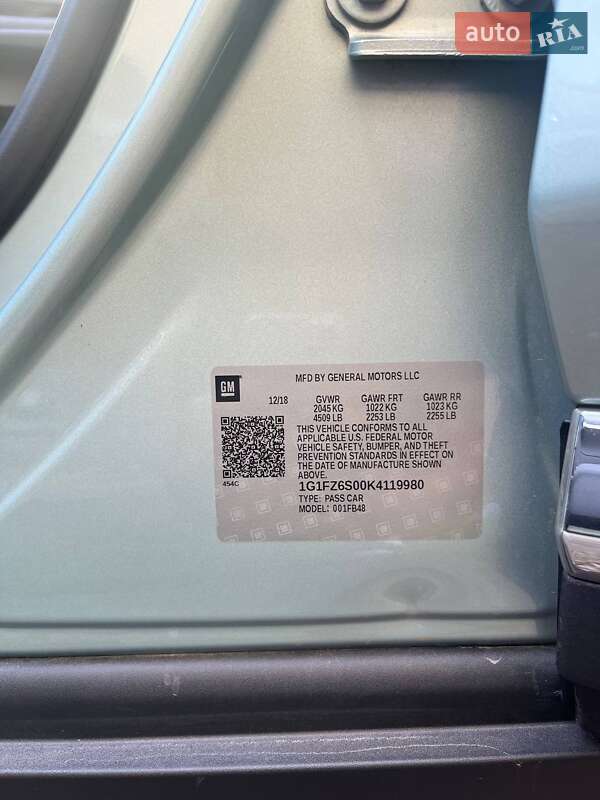 auto RIA .com
GM
MFD BY GENERAL MOTORS LLC
12/18 GVWR GAWR FRT GAWR RR
2045 KG 1022 KG 1023 KG
4509 LB 2253 LB 2255 LB
THIS VEHICLE CONFORMS TO ALL
APPLICABLE U.S. FEDERAL MOTOR
VEHICLE SAFETY, BUMPER, AND THEFT
PREVENTION STANDARDS IN EFFECT ON
THE DATE OF MANUFACTURE SHOWN
ABOVE.
454C
1G1FZ6S00K4119980
TYPE: PASS CAR
MODEL: 001FB48